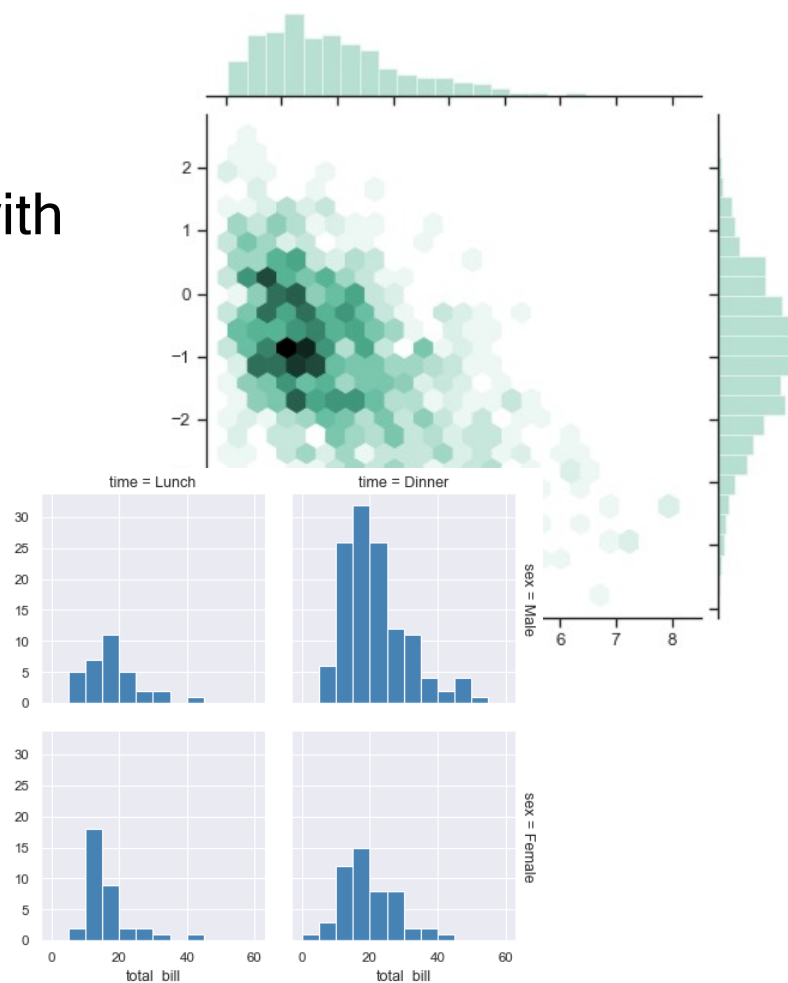 ith
2
1
0
−1
−2
6 7 8
time = Lunch time = Dinner
30
25
20
15
10
5
0
sex = Male
30
25
20
15
10
5
0
sex = Female
0 20 40 60 0 20 40 60
total_bill total_bill